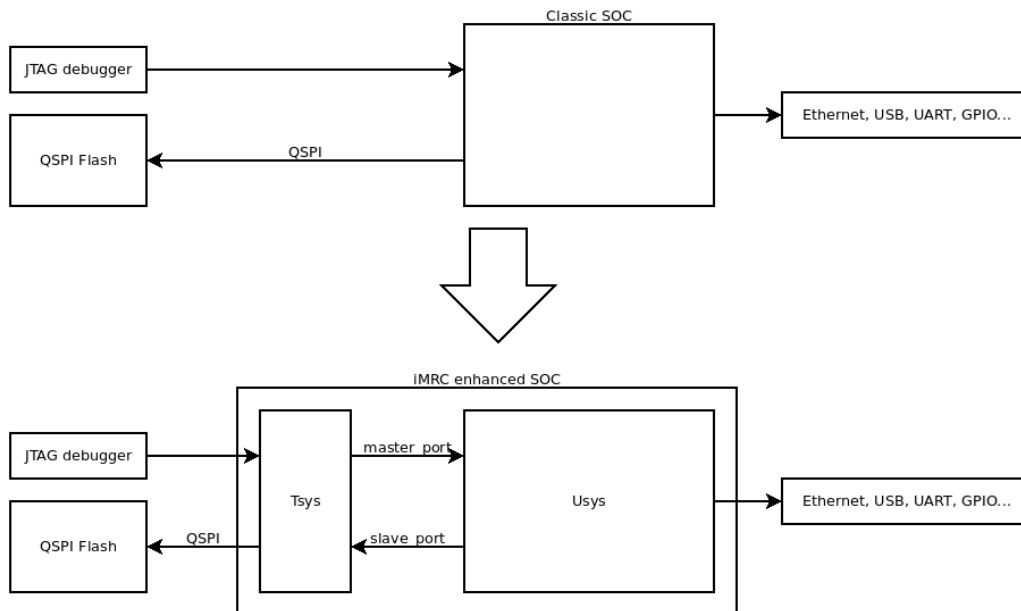 Classic SOC
JTAG debugger
Ethernet, USB, UART, GPIO...
QSPI Flash
QSPI
iMRC enhanced SOC
JTAG debugger
master_port
Tsys
Usys
Ethernet, USB, UART, GPIO...
QSPI Flash
QSPI
slave_port